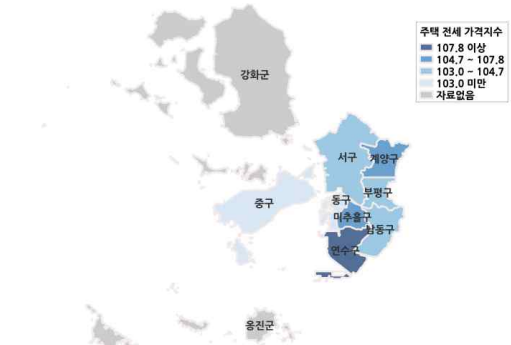 주택 전세 가격지수
107.8 이상
104.7 ~ 107.8
103.0 ~ 104.7
103.0 미만
자료없음
강화군
서구
계양구
부평구
동구
중구
미추홀구
남동구
연수구
옹진군